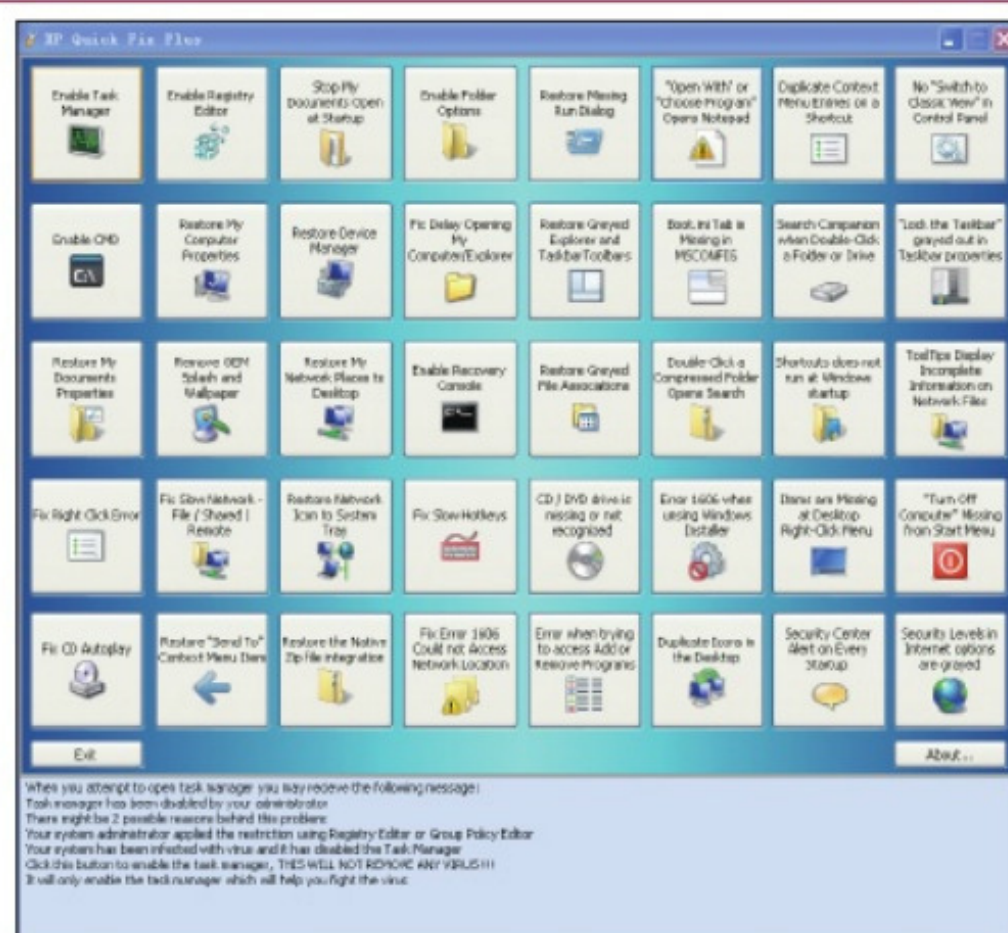 XP Quick Fix Plus
Enable Task
Manager
Enable Registry
Editor
Stop My
Documents Open
at Startup
Enable Folder
Options
Restore Missing
Run Dialog
"Open With" or
"Choose Program"
Opens Notepad
Duplicate Context
Menu Entries on a
Shortcut
No "Switch to
Classic View" in
Control Panel
Enable CMD
Restore My
Computer
Properties
Restore Device
Manager
Fix Delay Opening
My
Computer/Explorer
Restore Greyed
Explorer and
Taskbar Toolbars
Boot.ini Tab is
Missing in
MSCONFIG
Search Companion
when Double-Click
a Folder or Drive
"Lock the Taskbar"
grayed out in
Taskbar properties
Restore My
Documents
Properties
Remove OEM
Splash and
Wallpaper
Restore My
Network Places to
Desktop
Enable Recovery
Console
Restore Greyed
File Associations
Double-Click a
Compressed Folder
Opens Search
Shortcuts does not
run at Windows
startup
ToolTips Display
Incomplete
Information on
Network Files
Fix Right Click Error
Fix Slow Network -
File / Shared /
Remote
Restore Network
Icon to System
Tray
Fix Slow Hotkeys
CD / DVD drive is
missing or not
recognized
Error 1606 when
using Windows
Installer
Items are Missing
at Desktop
Right-Click Menu
"Turn Off
Computer" Missing
from Start Menu
Fix CD Autoplay
Restore "Send To"
Context Menu Item
Restore the Native
Zip file integration
Fix Error 1606
Could not Access
Network Location
Error when trying
to access Add or
Remove Programs
Duplicate Icons in
the Desktop
Security Center
Alert on Every
Startup
Security Levels in
Internet options
are grayed
Exit
About...
When you attempt to open task manager you may recieve the following message:
Task manager has been disabled by your administrator
There might be 2 possible reasons behind this problem:
Your system administrator applied the restrction using Registry Editor or Group Policy Editor
Your system has been infected with virus and it has disabled the Task Manager
Click this button to enable the task manager, THIS WILL NOT REMOVE ANY VIRUS!!!!
It will only enable the task manager which will help you fight the virus